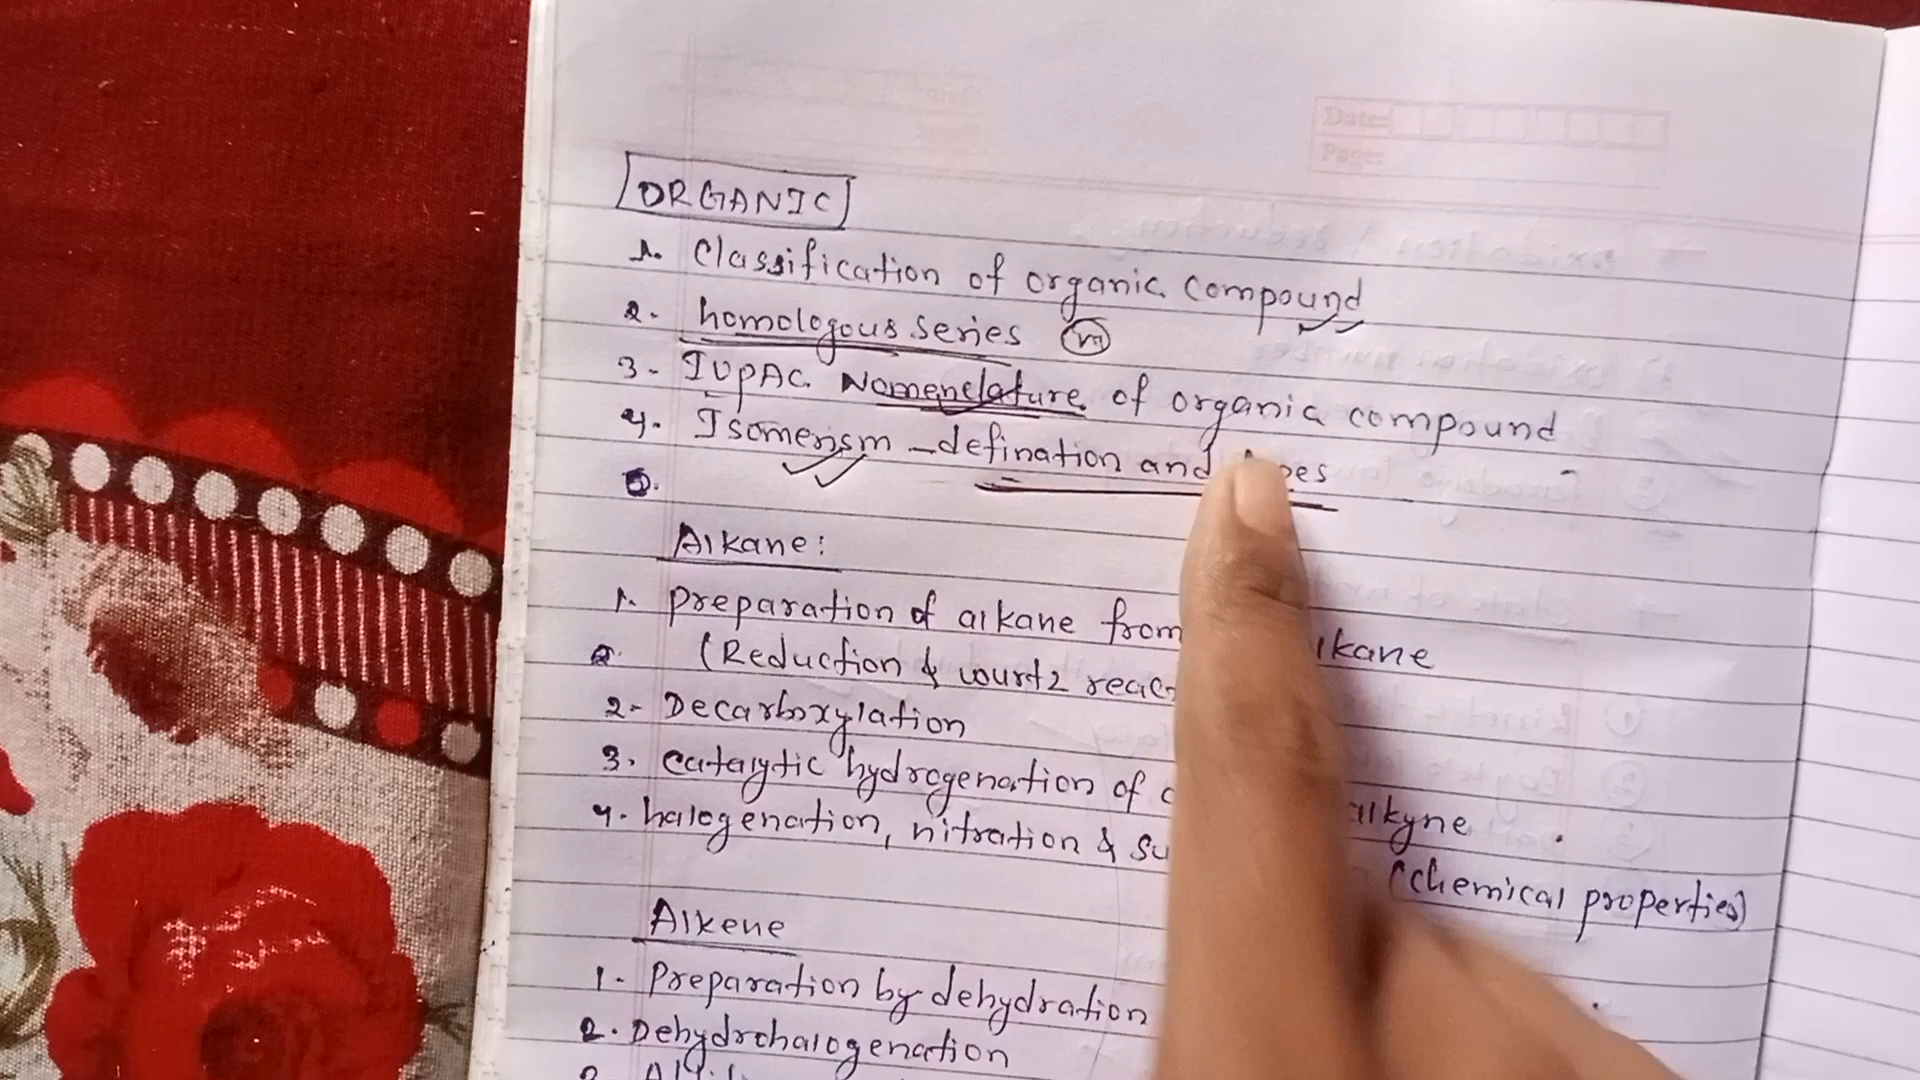 Date:
Page:
ORGANIC
1. Classification of organic compound
2. homologous series
3. IUPAC Nomenclature of organic compound
4. Isomerism - defination and
5.
Alkane:
1. preparation of alkane from
(Reduction & wurtz
2. Decarboxylation
3. catalytic hydrogenation of alkyne.
4. halogenation, nitration &
(chemical properties)
Alkene
1. Preparation by dehydration
2. Dehydrohalogenation